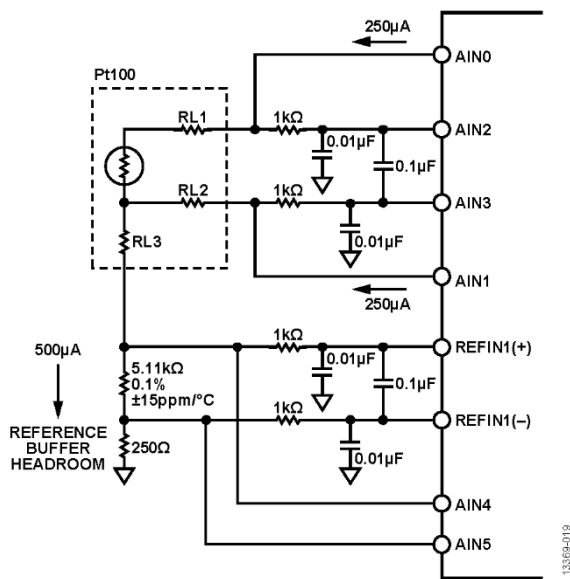 250µA
AIN0
Pt100
RL1
1kΩ
AIN2
0.01µF
0.1µF
RL2
1kΩ
AIN3
0.01µF
RL3
AIN1
250µA
1kΩ
REFIN1(+)
500µA
5.11kΩ
0.1%
±15ppm/°C
0.01µF
0.1µF
1kΩ
REFIN1(–)
REFERENCE
BUFFER
HEADROOM
250Ω
0.01µF
AIN4
AIN5
13369-019